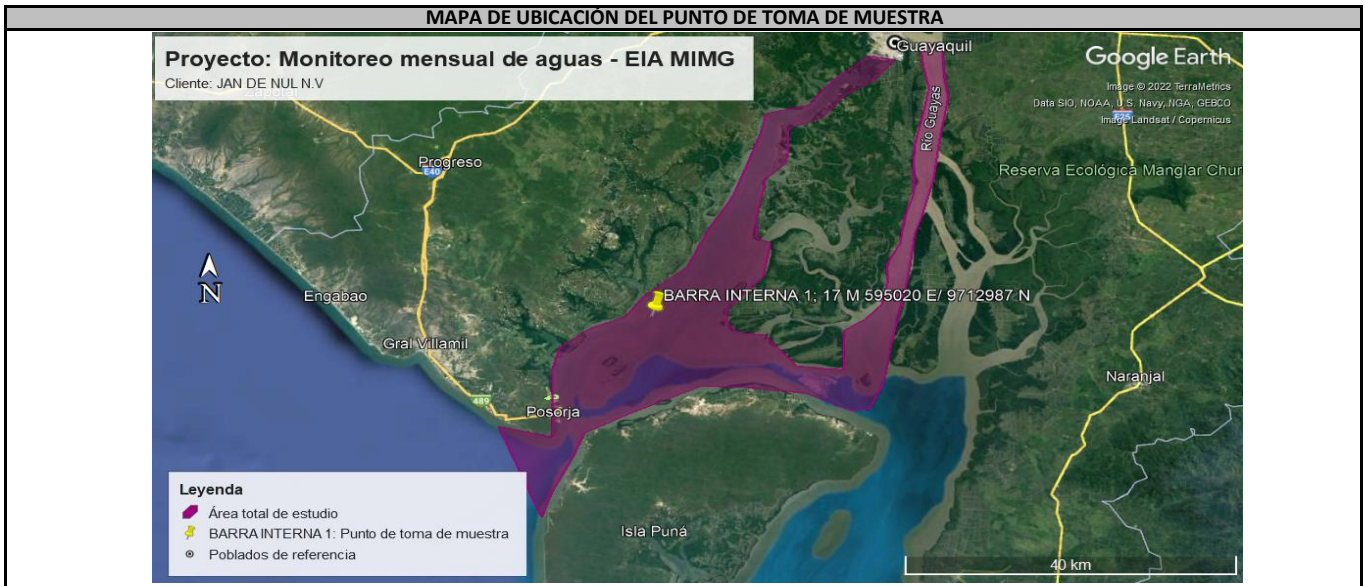 MAPA DE UBICACIÓN DEL PUNTO DE TOMA DE MUESTRA
Proyecto: Monitoreo mensual de aguas - EIA MIMG
Cliente: JAN DE NUL N.V
Guayaquil
Google Earth
Image © 2022 TerraMetrics
Data SIO, NOAA, U.S. Navy, NGA, GEBCO
E25
Image Landsat / Copernicus
Río Guayas
Progreso
E40
Reserva Ecológica Manglar Chur
N
Engabao
BARRA INTERNA 1; 17 M 595020 E/ 9712987 N
Gral Villamil
Naranjal
489
Posorja
Leyenda
Área total de estudio
BARRA INTERNA 1: Punto de toma de muestra
Poblados de referencia
Isla Puná
40 km